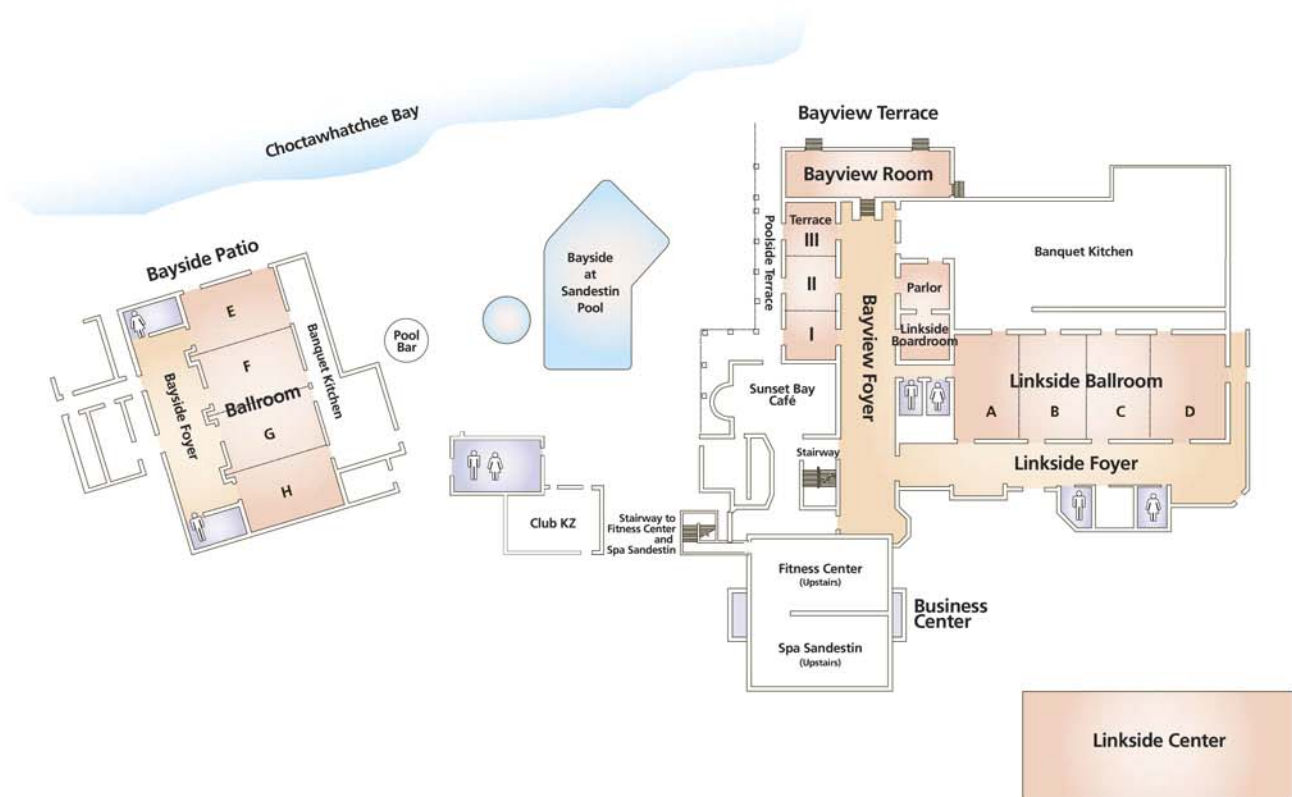 Choctawhatchee Bay
Bayview Terrace
Bayview Room
Terrace
III
II
I
Poolside Terrace
Bayview Foyer
Banquet Kitchen
Parlor
Linkside
Boardroom
Linkside Ballroom
A
B
C
D
Linkside Foyer
Bayside Patio
E
F
Ballroom
G
H
Bayside Foyer
Banquet Kitchen
Pool
Bar
Bayside
at
Sandestin
Pool
Sunset Bay
Café
Stairway
Club KZ
Stairway to
Fitness Center
and
Spa Sandestin
Fitness Center
(Upstairs)
Business
Center
Spa Sandestin
(Upstairs)
Linkside Center